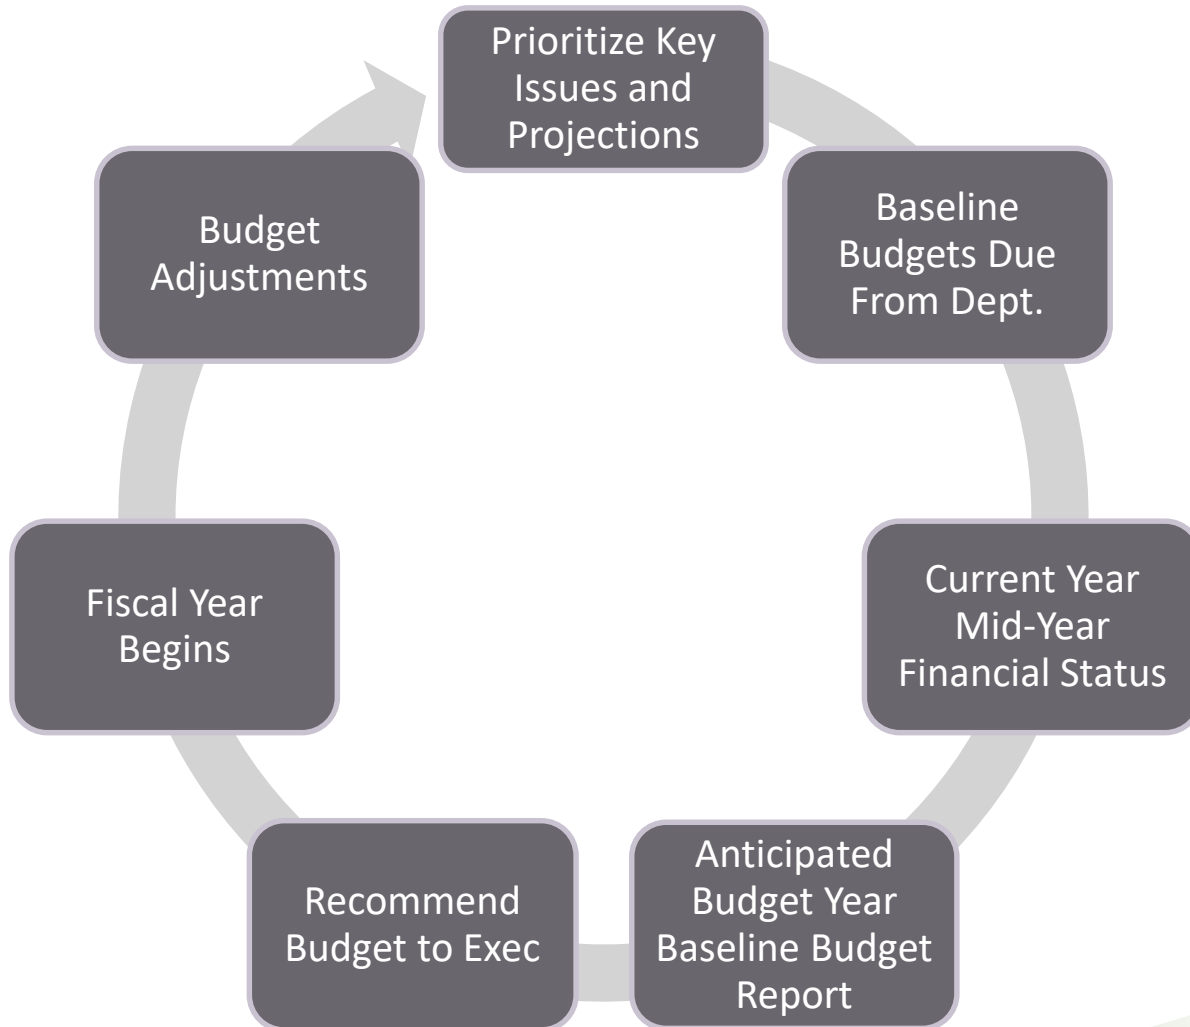 Prioritize Key
Issues and
Projections
Baseline
Budgets Due
From Dept.
Current Year
Mid-Year
Financial Status
Anticipated
Budget Year
Baseline Budget
Report
Recommend
Budget to Exec
Fiscal Year
Begins
Budget
Adjustments